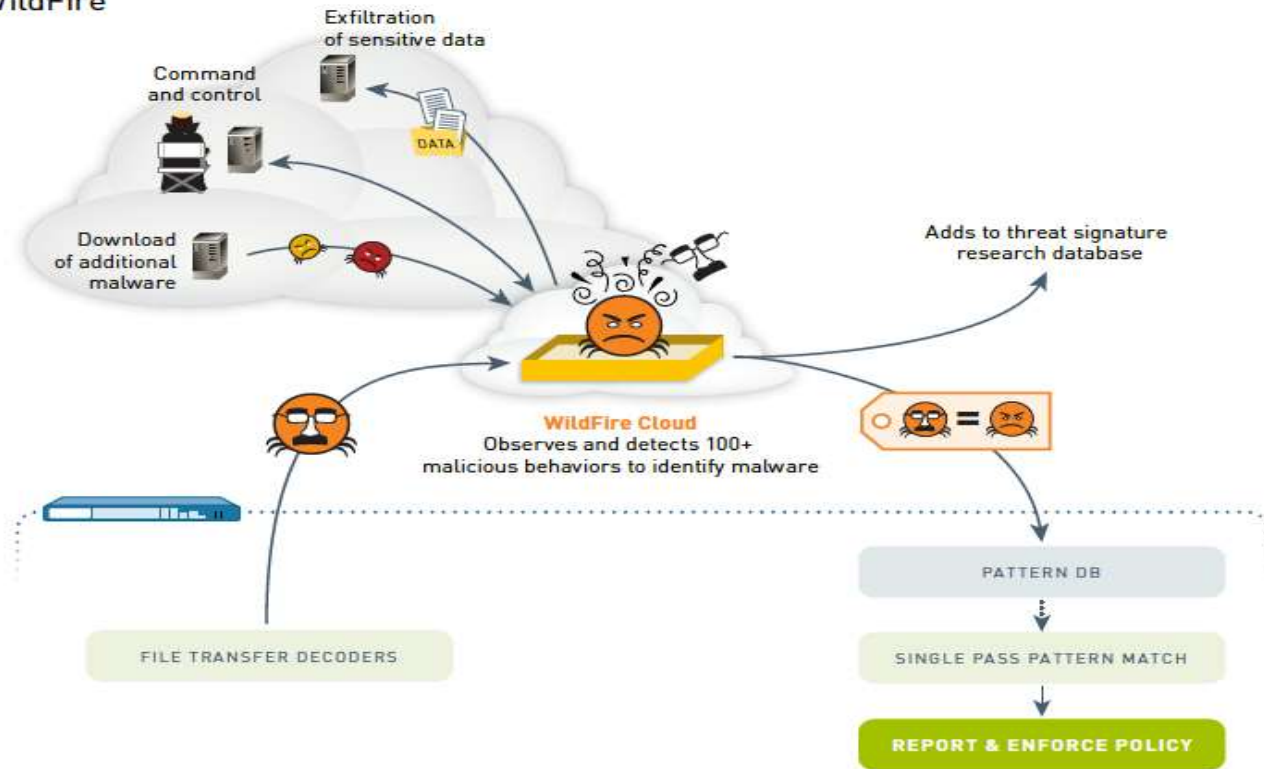 WildFire
Exfiltration
of sensitive data
Command
and control
DATA
Download
of additional
malware
Adds to threat signature
research database
WildFire Cloud
Observes and detects 100+
malicious behaviors to identify malware
=
PATTERN DB
FILE TRANSFER DECODERS
SINGLE PASS PATTERN MATCH
REPORT & ENFORCE POLICY